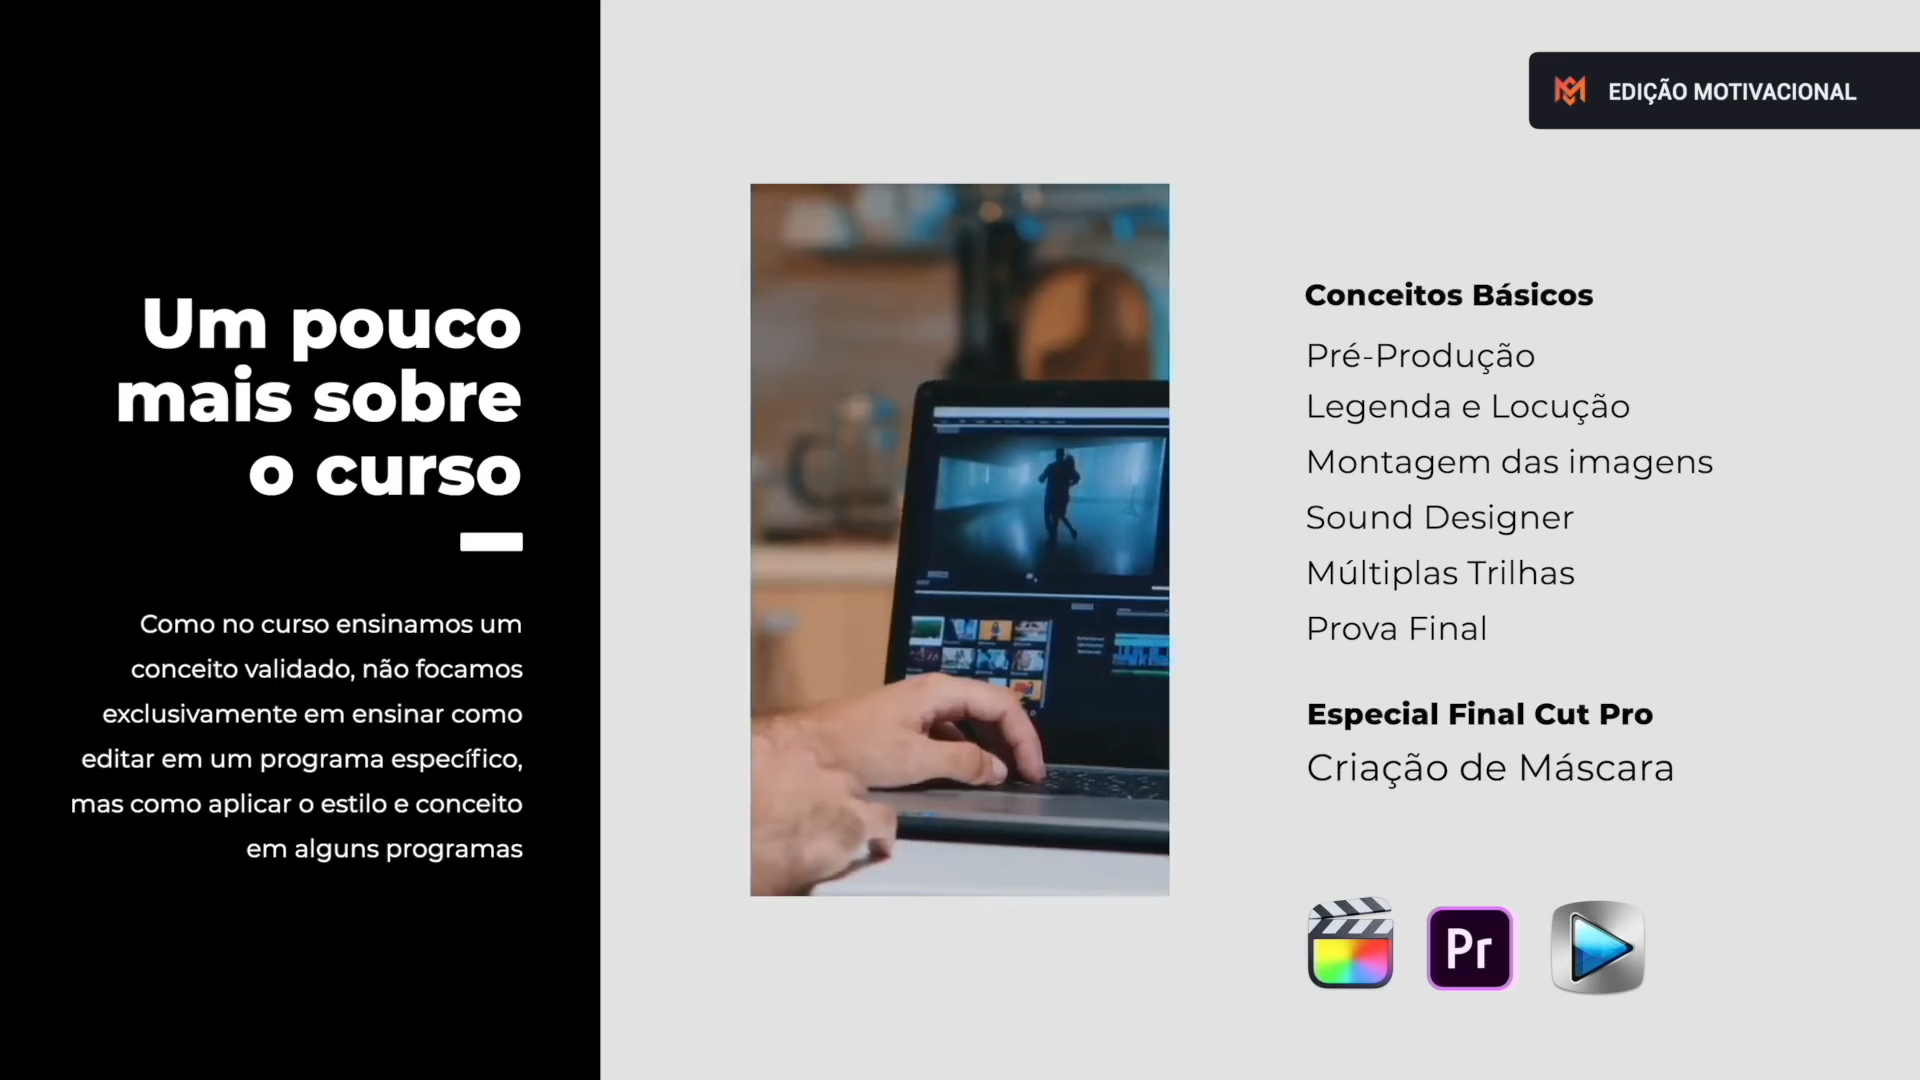 EDIÇÃO MOTIVACIONAL
Um pouco
mais sobre
o curso
Como no curso ensinamos um
conceito validado, não focamos
exclusivamente em ensinar como
editar em um programa específico,
mas como aplicar o estilo e conceito
em alguns programas
Conceitos Básicos
Pré-Produção
Legenda e Locução
Montagem das imagens
Sound Designer
Múltiplas Trilhas
Prova Final
Especial Final Cut Pro
Criação de Máscara
Pr